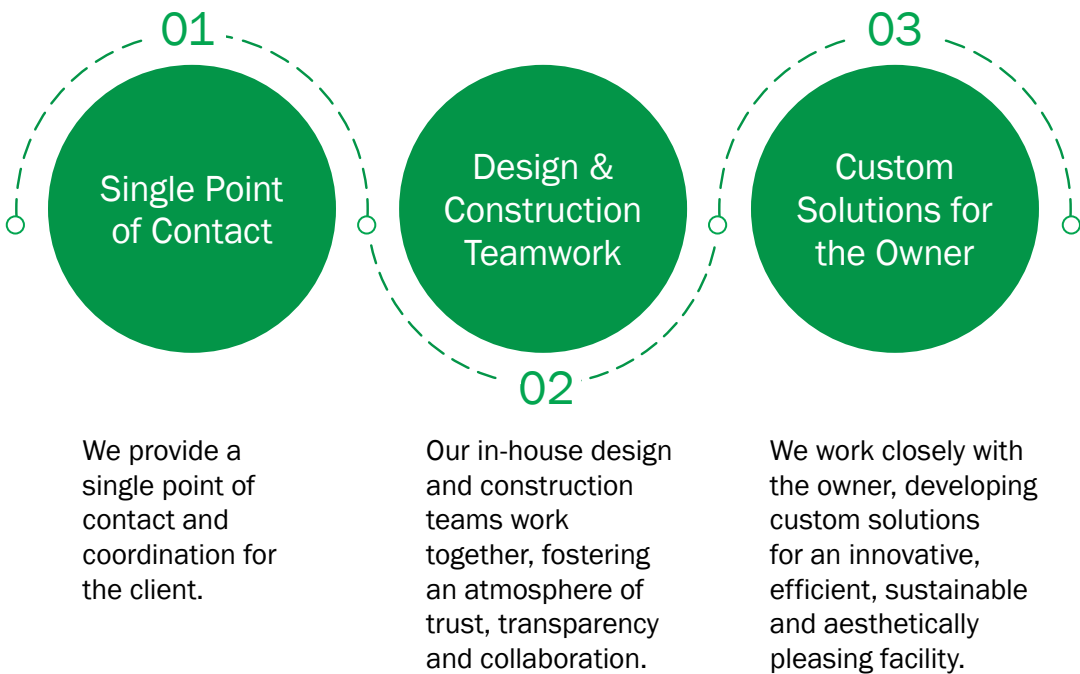 01
Single Point
of Contact
We provide a
single point of
contact and
coordination for
the client.
02
Design &
Construction
Teamwork
Our in-house design
and construction
teams work
together, fostering
an atmosphere of
trust, transparency
and collaboration.
03
Custom
Solutions for
the Owner
We work closely with
the owner, developing
custom solutions
for an innovative,
efficient, sustainable
and aesthetically
pleasing facility.